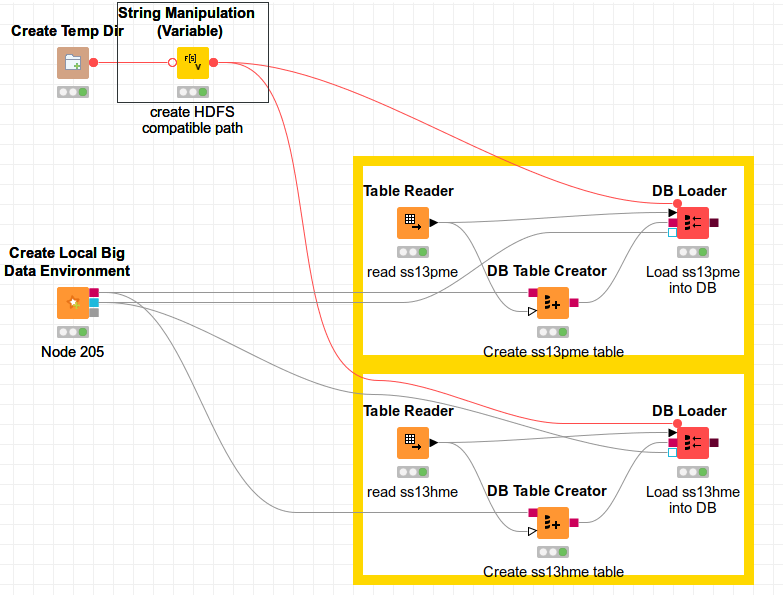 String Manipulation
(Variable)
Create Temp Dir
F[S]
V
create HDFS
compatible path
Table Reader
DB Loader
read ss13pme
DB Table Creator
Load ss13pme
into DB
Create ss13pme table
Create Local Big
Data Environment
Node 205
Table Reader
DB Loader
read ss13hme
DB Table Creator
Load ss13hme
into DB
Create ss13hme table